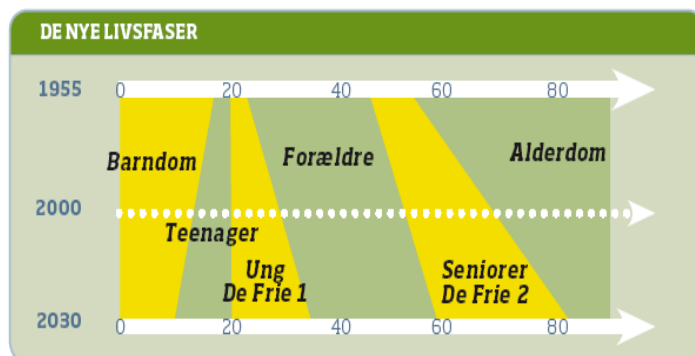 DE NYE LIVSFASER
1955 0 20 40 60 80
Barndom
Forældre
Alderdom
2000
Teenager
Ung
De Frie 1
Seniorer
De Frie 2
2030 0 20 40 60 80